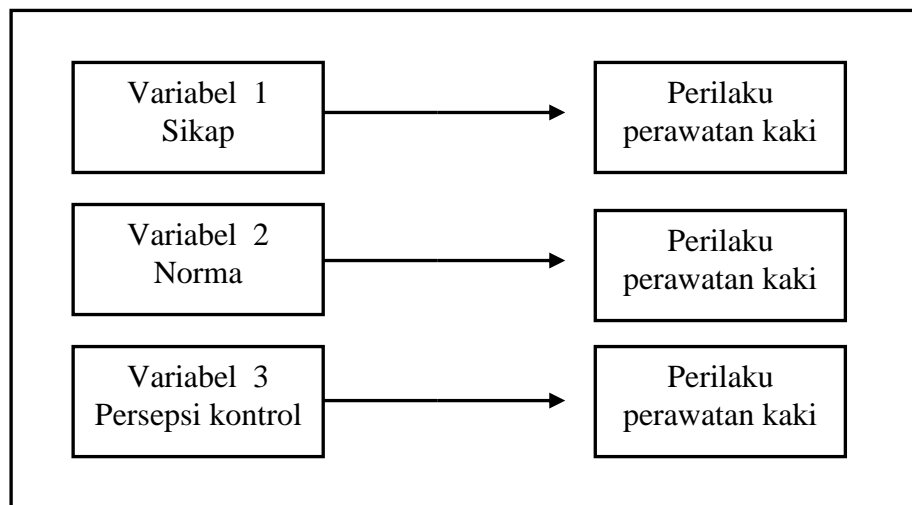 Variabel 1
Sikap
Perilaku
perawatan kaki
Variabel 2
Norma
Perilaku
perawatan kaki
Variabel 3
Persepsi kontrol
Perilaku
perawatan kaki